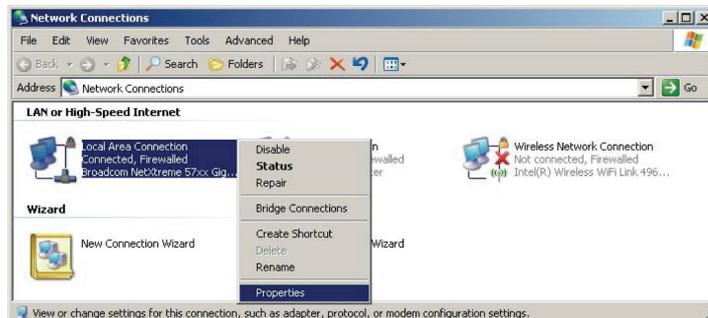 Network Connections
File Edit View Favorites Tools Advanced Help
Back Search Folders
Address Network Connections Go
LAN or High-Speed Internet
Local Area Connection
Connected, Firewalled
Broadcom NetXtreme 57xx Gig...
Disable
Status
Repair
Bridge Connections
Create Shortcut
Delete
Rename
Properties
Wireless Network Connection
Not connected, Firewalled
Intel(R) Wireless WiFi Link 496...
Wizard
New Connection Wizard
Wizard
View or change settings for this connection, such as adapter, protocol, or modem configuration settings.